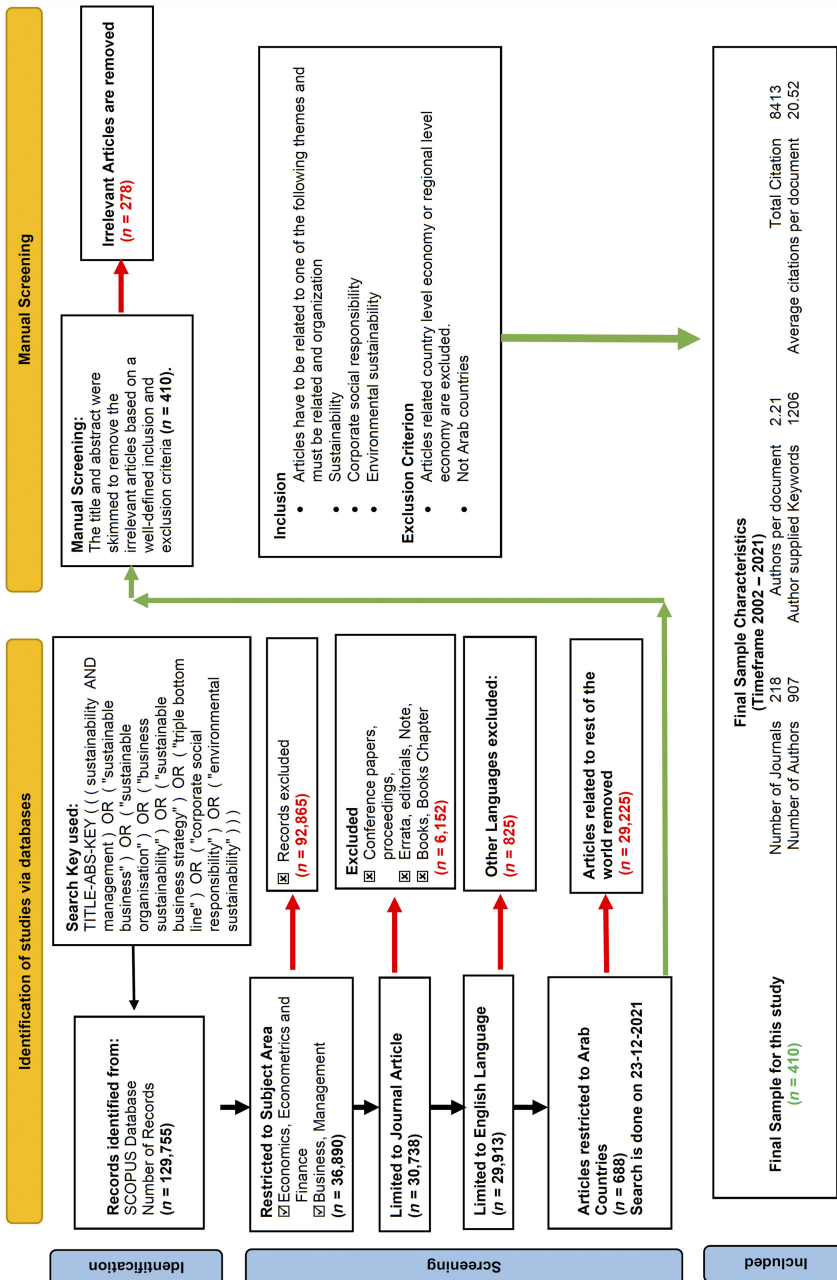 Identification of studies via databases
Manual Screening
Identification
Records identified from:
SCOPUS Database
Number of Records
(n = 129,755)
Search Key used:
TITLE-ABS-KEY ( ( ( sustainability AND
management ) OR ( "sustainable
business" ) OR ( "sustainable
organisation" ) OR ( "business
sustainability" ) OR ( "sustainable
business strategy" ) OR ( "triple bottom
line" ) OR ( "corporate social
responsibility" ) OR ( "environmental
sustainability" ) ) )
Manual Screening:
The title and abstract were
skimmed to remove the
irrelevant articles based on a
well-defined inclusion and
exclusion criteria (n = 410).
Irrelevant Articles are removed
(n = 278)
Screening
Restricted to Subject Area
☑ Economics, Econometrics and
Finance
☑ Business, Management
(n = 36,890)
☒ Records excluded
(n = 92,865)
Limited to Journal Article
(n = 30,738)
Excluded
☒ Conference papers,
proceedings,
☒ Errata, editorials, Note,
☒ Books, Books Chapter
(n = 6,152)
Limited to English Language
(n = 29,913)
Other Languages excluded:
(n = 825)
Articles restricted to Arab
Countries
(n = 688)
Search is done on 23-12-2021
Articles related to rest of the
world removed
(n = 29,225)
Inclusion
• Articles have to be related to one of the following themes and
must be related and organization
• Sustainability
• Corporate social responsibility
• Environmental sustainability
Exclusion Criterion
• Articles related country level economy or regional level
economy are excluded.
• Not Arab countries
Included
Final Sample for this study
(n = 410)
Final Sample Characteristics
(Timeframe 2002 – 2021)
Number of Journals 218 Authors per document 2.21 Total Citation 8413
Number of Authors 907 Author supplied Keywords 1206 Average citations per document 20.52